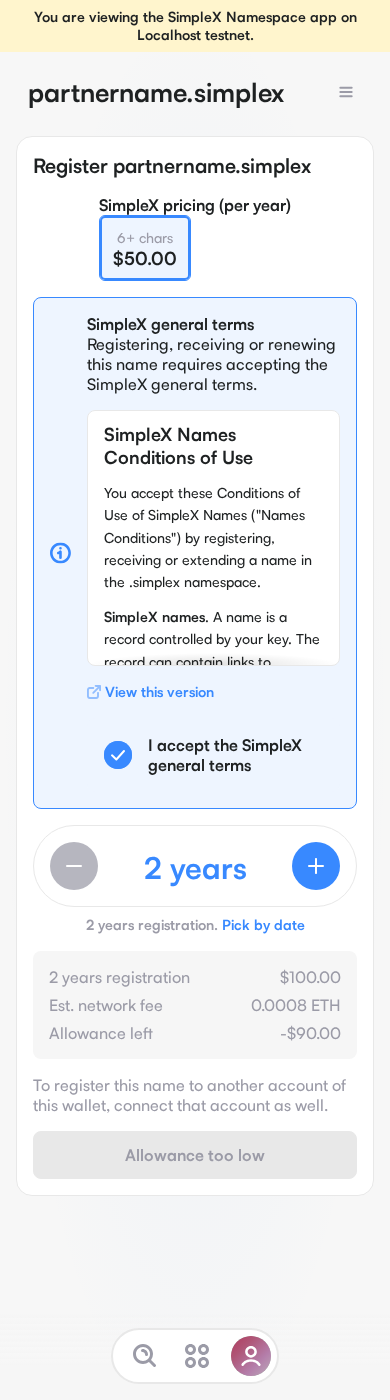 You are viewing the SimpleX Namespace app on
Localhost testnet.
partnername.simplex
Register partnername.simplex
SimpleX pricing (per year)
6+ chars
$50.00
SimpleX general terms
Registering, receiving or renewing
this name requires accepting the
SimpleX general terms.
SimpleX Names
Conditions of Use
You accept these Conditions of
Use of SimpleX Names ("Names
Conditions") by registering,
receiving or extending a name in
the .simplex namespace.
SimpleX names. A name is a
record controlled by your key. The
record can contain links to
View this version
I accept the SimpleX
general terms
2 years
2 years registration. Pick by date
2 years registration $100.00
Est. network fee 0.0008 ETH
Allowance left -$90.00
To register this name to another account of
this wallet, connect that account as well.
Allowance too low